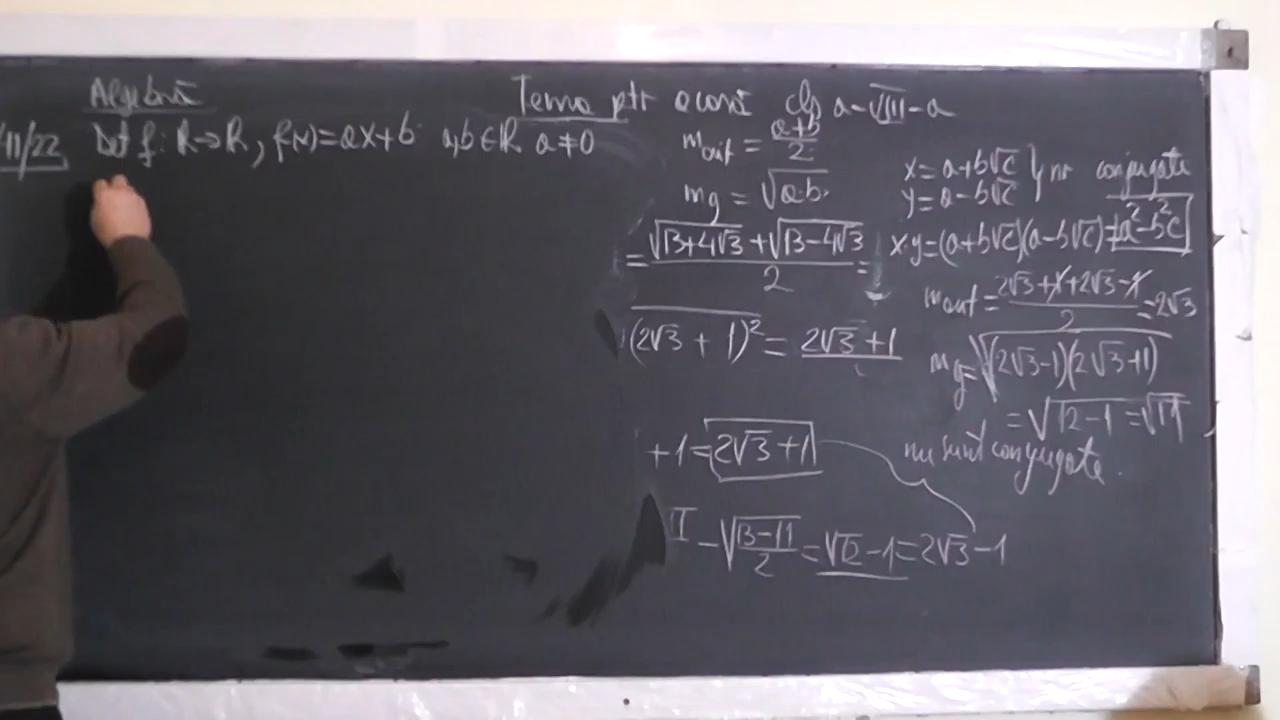 Algebră
/11/22 Def f: R→R, f(x)=ax+b a,b∈R a≠0
Tema ptr acasă cls a-VIII-a
m_arit = (a+b)/2
m_g = √(a·b)
= (√(13+4√3) + √(13-4√3))/2 =
(2√3 + 1)² = 2√3+1
+1=2√3+1
II -√((13-11)/2) = √12 -1=2√3-1
x=a+b√c } nr conjugate
y=a-b√c
x·y=(a+b√c)(a-b√c)=a²-b²c
m_arit = (2√3+1+2√3-1)/2 =2√3
m_g=√((2√3-1)(2√3+1))
=√(12-1)=√11
nu sunt conjugate.